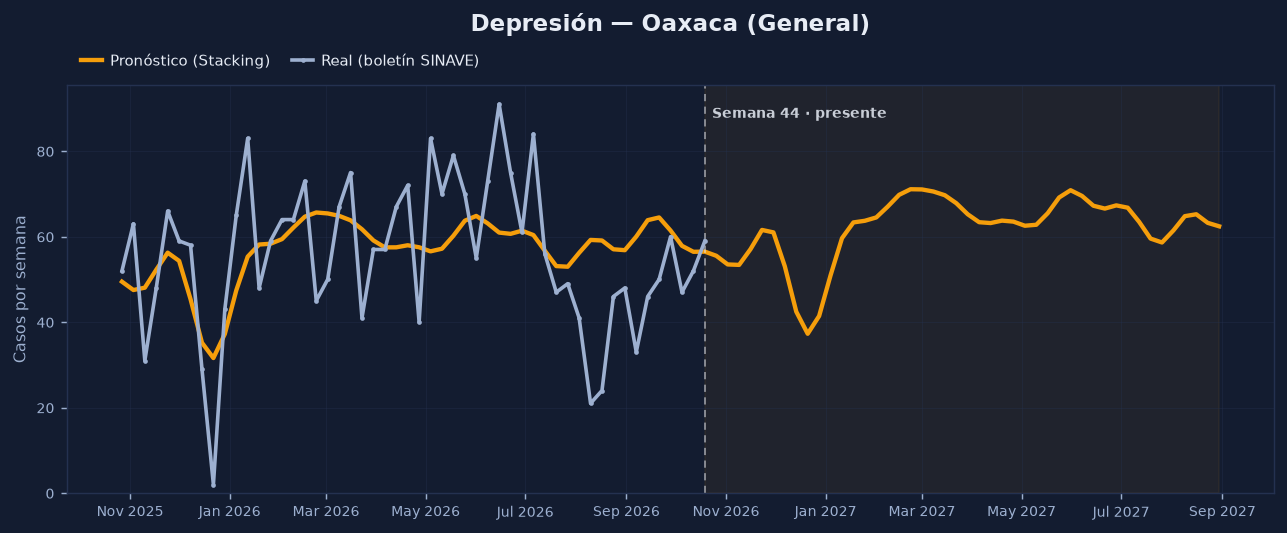 Depresión — Oaxaca (General)
Pronóstico (Stacking)
Real (boletín SINAVE)
Semana 44 · presente
Casos por semana
80
60
40
20
0
Nov 2025
Jan 2026
Mar 2026
May 2026
Jul 2026
Sep 2026
Nov 2026
Jan 2027
Mar 2027
May 2027
Jul 2027
Sep 2027